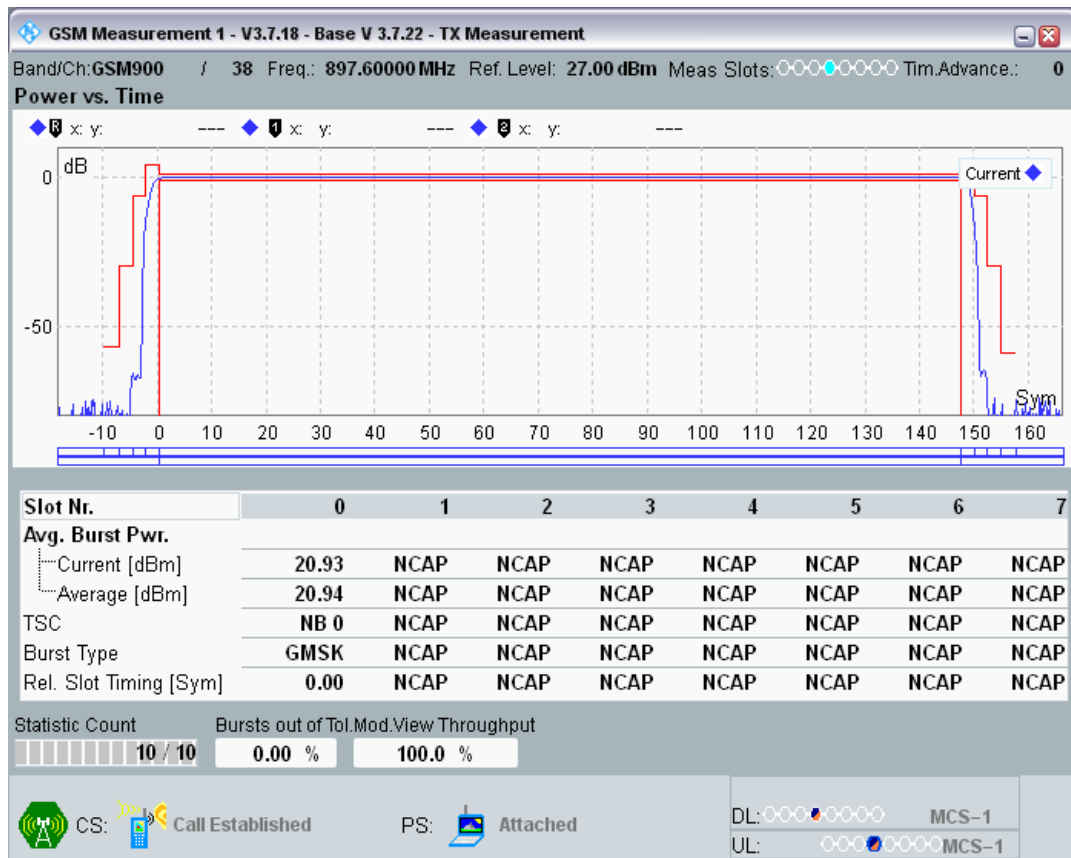 GSM Measurement 1 - V3.7.18 - Base V 3.7.22 - TX Measurement
Band/Ch:GSM900 / 38 Freq.: 897.60000 MHz Ref. Level: 27.00 dBm Meas Slots: Tim.Advance.: 0
Power vs. Time
R x: y: --- 1 x: y: --- 2 x: y: ---
dB
Current
0
-50
Sym
-10 0 10 20 30 40 50 60 70 80 90 100 110 120 130 140 150 160
Slot Nr. 0 1 2 3 4 5 6 7
Avg. Burst Pwr.
Current [dBm] 20.93 NCAP NCAP NCAP NCAP NCAP NCAP NCAP
Average [dBm] 20.94 NCAP NCAP NCAP NCAP NCAP NCAP NCAP
TSC NB 0 NCAP NCAP NCAP NCAP NCAP NCAP NCAP
Burst Type GMSK NCAP NCAP NCAP NCAP NCAP NCAP NCAP
Rel. Slot Timing [Sym] 0.00 NCAP NCAP NCAP NCAP NCAP NCAP NCAP
Statistic Count Bursts out of Tol.Mod.View Throughput
10 / 10 0.00 % 100.0 %
CS: Call Established PS: Attached
DL: MCS-1
UL: MCS-1